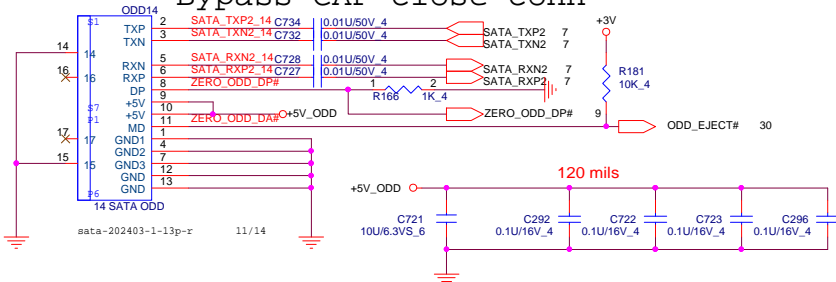 Bypass CAP close conn
ODD14
S1
TXP 2 SATA_TXP2_14 C734 0.01U/50V_4 SATA_TXP2 7
TXN 3 SATA_TXN2_14 C732 0.01U/50V_4 SATA_TXN2 7
+3V
14 14
RXN 5 SATA_RXN2_14 C728 0.01U/50V_4 SATA_RXN2 7
RXP 6 SATA_RXP2_14 C727 0.01U/50V_4 SATA_RXP2 7
16 16
DP 8 ZERO_ODD_DP# 1 R166 2 1K_4
R181
10K_4
S7
+5V 9
P1
+5V 10 +5V_ODD
ZERO_ODD_DP#
9
MD 11 ZERO_ODD_DA#
ODD_EJECT# 30
17 17
GND1 1
GND2 4
15 15
GND3 7
GND 12
GND 13
P6
14 SATA ODD
sata-202403-1-13p-r 11/14
120 mils
+5V_ODD
C721
10U/6.3VS_6
C292
0.1U/16V_4
C722
0.1U/16V_4
C723
0.1U/16V_4
C296
0.1U/16V_4